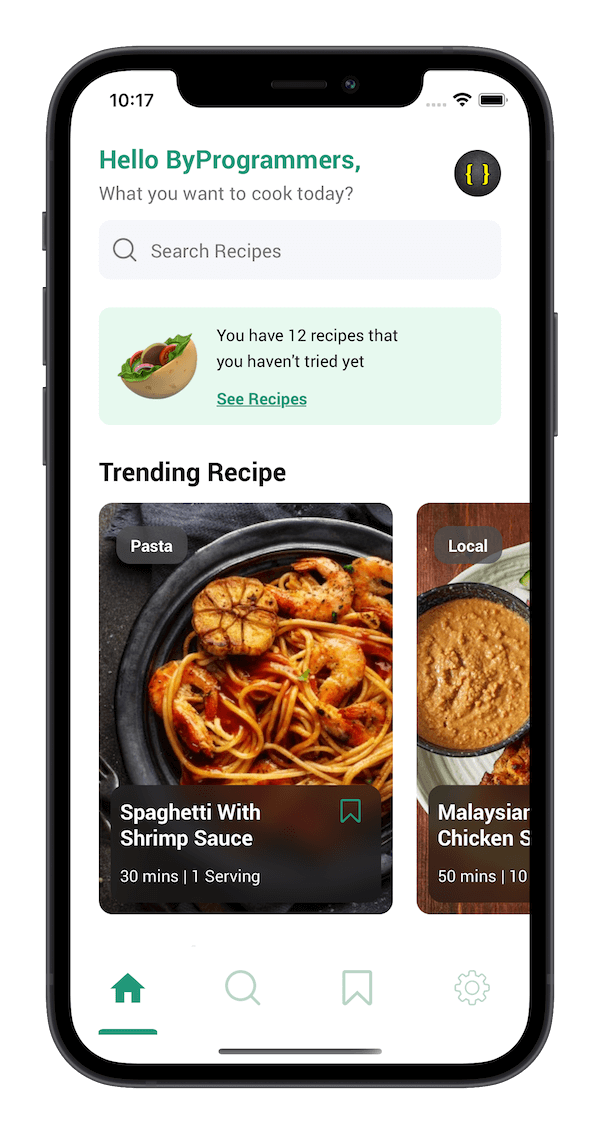 10:17
Hello ByProgrammers,
{ }
What you want to cook today?
Search Recipes
You have 12 recipes that
you haven't tried yet
See Recipes
Trending Recipe
Pasta
Local
Spaghetti With
Shrimp Sauce
30 mins | 1 Serving
Malaysian
Chicken S
50 mins | 10